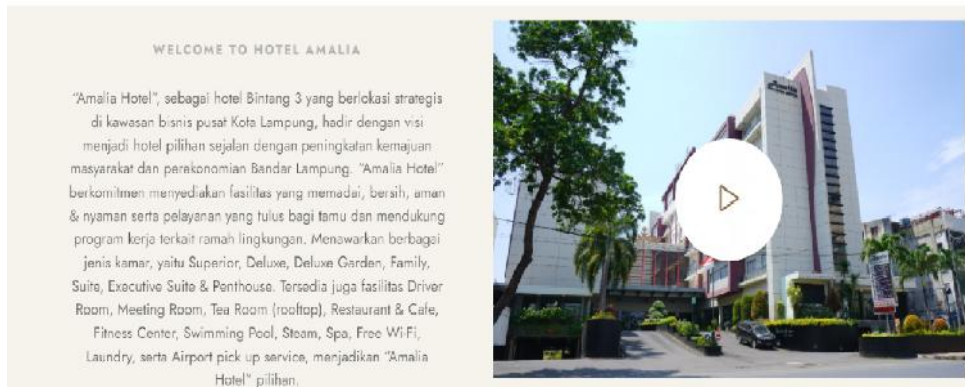 WELCOME TO HOTEL AMALIA
"Amalia Hotel", sebagai hotel Bintang 3 yang berlokasi strategis
di kawasan bisnis pusat Kota Lampung, hadir dengan visi
menjadi hotel pilihan sejalan dengan peningkatan kemajuan
masyarakat dan perekonomian Bandar Lampung. "Amalia Hotel"
berkomitmen menyediakan fasilitas yang memadai, bersih, aman
& nyaman serta pelayanan yang tulus bagi tamu dan mendukung
program kerja terkait ramah lingkungan. Menawarkan berbagai
jenis kamar, yaitu Superior, Deluxe, Deluxe Garden, Family,
Suite, Executive Suite & Penthouse. Tersedia juga fasilitas Driver
Room, Meeting Room, Tea Room (rooftop), Restaurant & Cafe,
Fitness Center, Swimming Pool, Steam, Spa, Free Wi-Fi,
Laundry, serta Airport pick up service, menjadikan "Amalia
Hotel" pilihan.